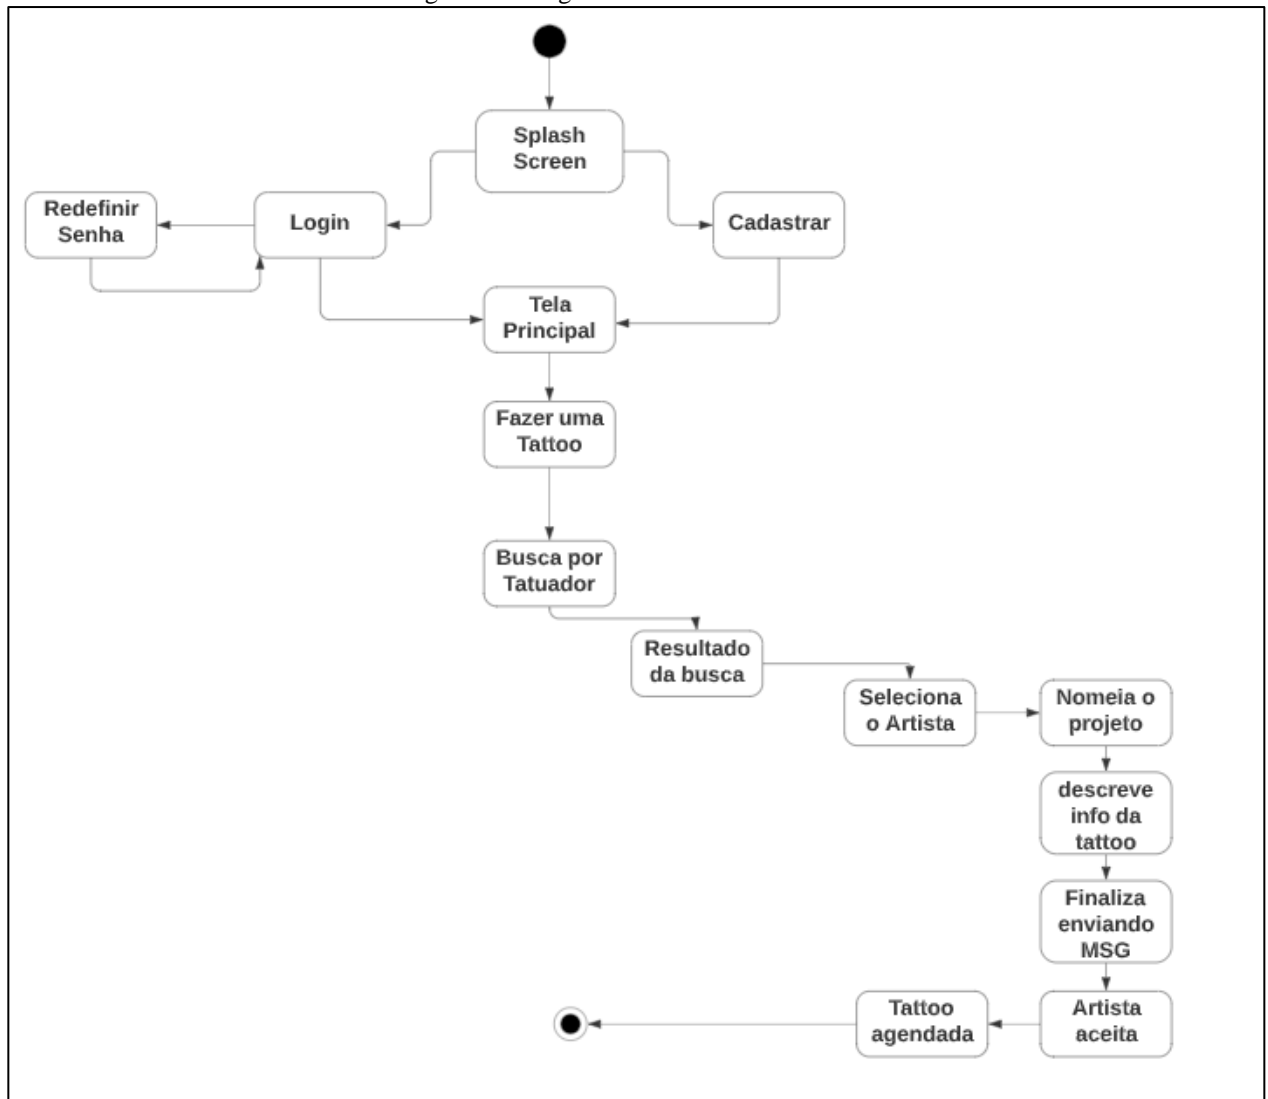 Splash
Screen
Redefinir
Senha
Login
Cadastrar
Tela
Principal
Fazer uma
Tattoo
Busca por
Tatuador
Resultado
da busca
Seleciona
o Artista
Nomeia o
projeto
descreve
info da
tattoo
Finaliza
enviando
MSG
Artista
aceita
Tattoo
agendada